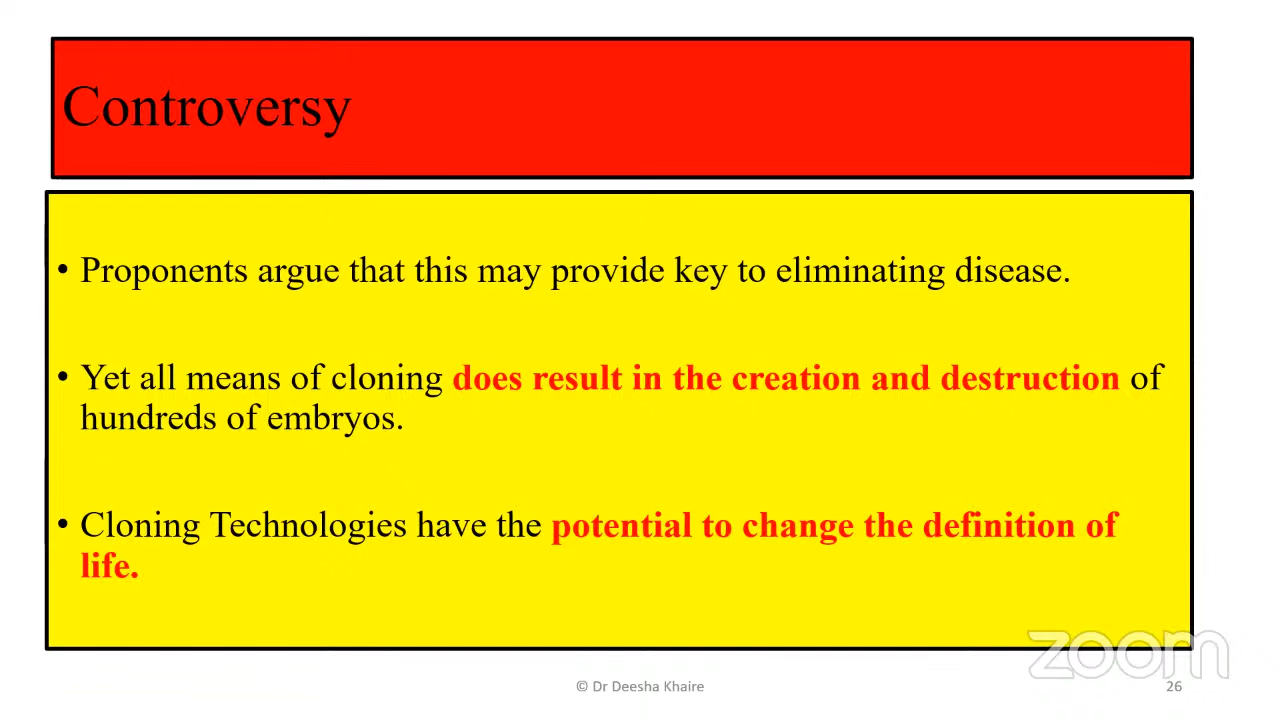 Controversy
• Proponents argue that this may provide key to eliminating disease.
• Yet all means of cloning does result in the creation and destruction of
hundreds of embryos.
• Cloning Technologies have the potential to change the definition of
life.
zoom
© Dr Deesha Khaire
26